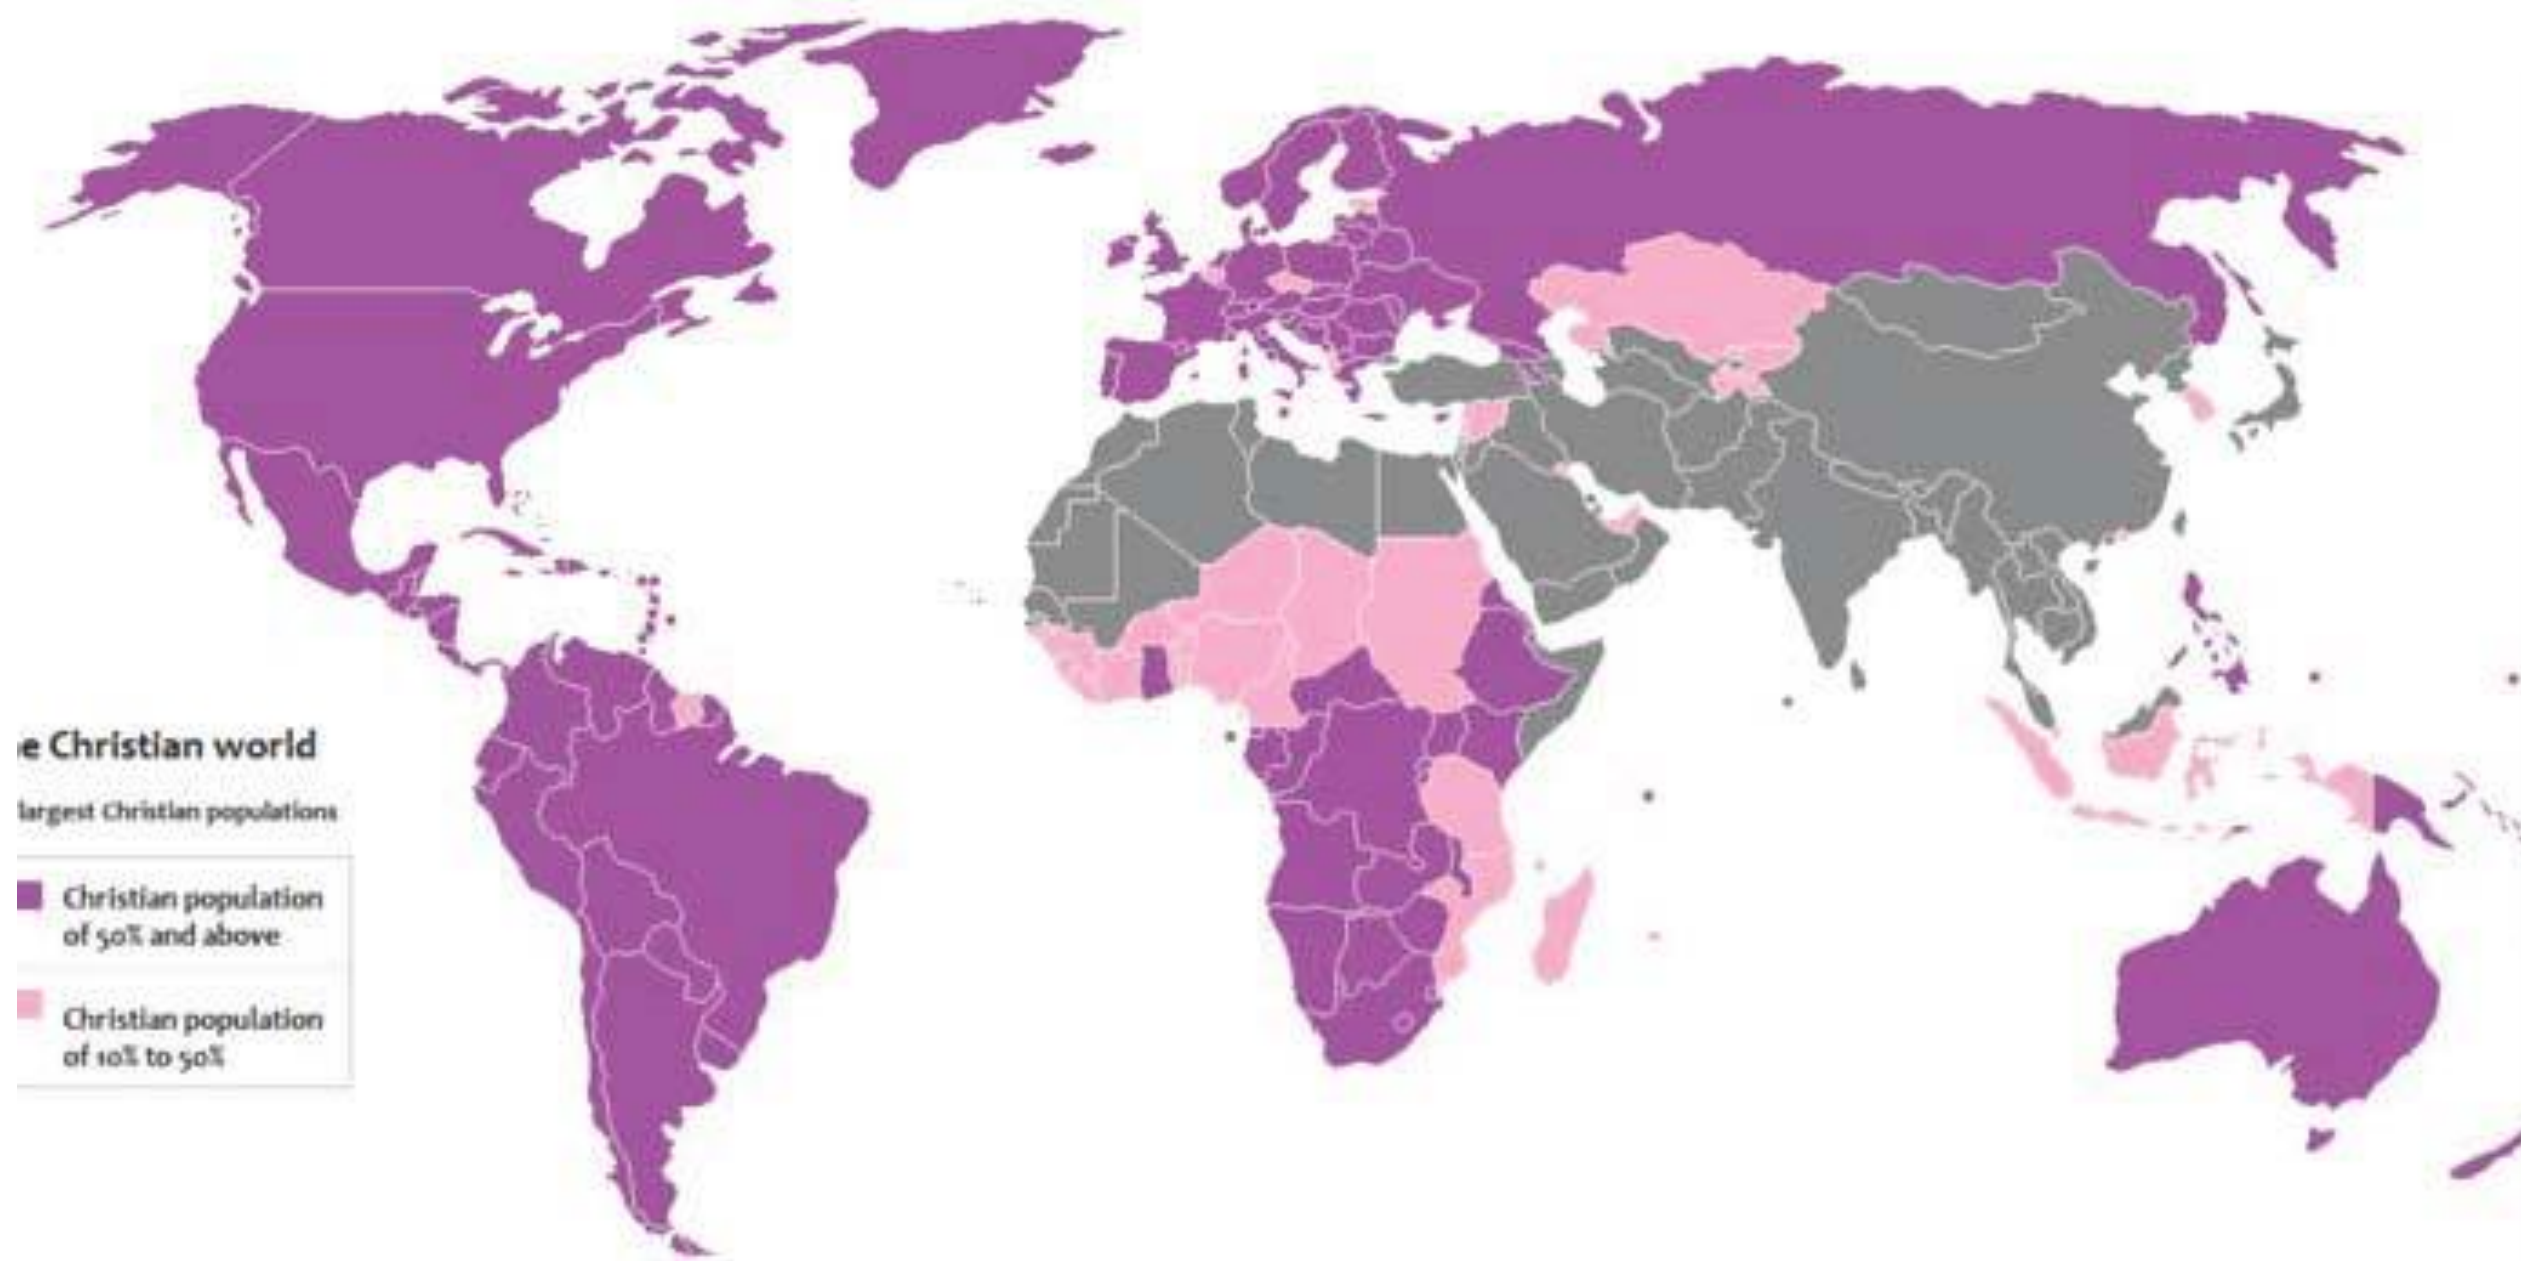 e Christian world
largest Christian populations
Christian population
of 50% and above
Christian population
of 10% to 50%